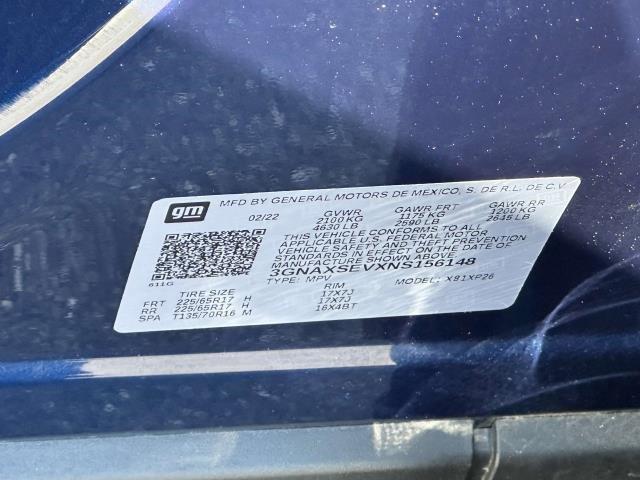 gm
MFD BY GENERAL MOTORS DE MEXICO, S. DE R.L. DE C.V.
02/22 GVWR GAWR FRT GAWR RR
2100 KG 1175 KG 1200 KG
4630 LB 2590 LB 2645 LB
THIS VEHICLE CONFORMS TO ALL
APPLICABLE U.S. FEDERAL MOTOR
VEHICLE SAFETY AND THEFT PREVENTION
STANDARDS IN EFFECT ON THE DATE OF
MANUFACTURE SHOWN ABOVE
3GNAXSEVXNS156148
611G
TYPE: MPV MODEL: X81XP26
TIRE SIZE RIM
FRT 225/65R17 H 17X7J
RR 225/65R17 H 17X7J
SPA T135/70R16 M 16X4BT